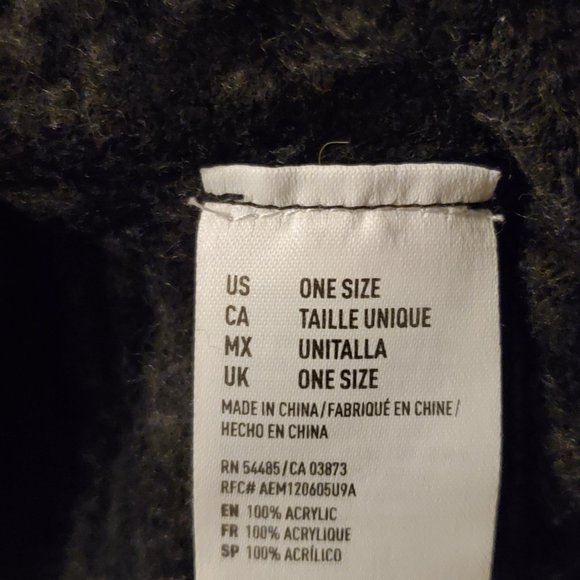 US ONE SIZE
CA TAILLE UNIQUE
MX UNITALLA
UK ONE SIZE
MADE IN CHINA/FABRIQUÉ EN CHINE/
HECHO EN CHINA
RN 54485/CA 03873
RFC# AEM120605U9A
EN 100% ACRYLIC
FR 100% ACRYLIQUE
SP 100% ACRÍLICO